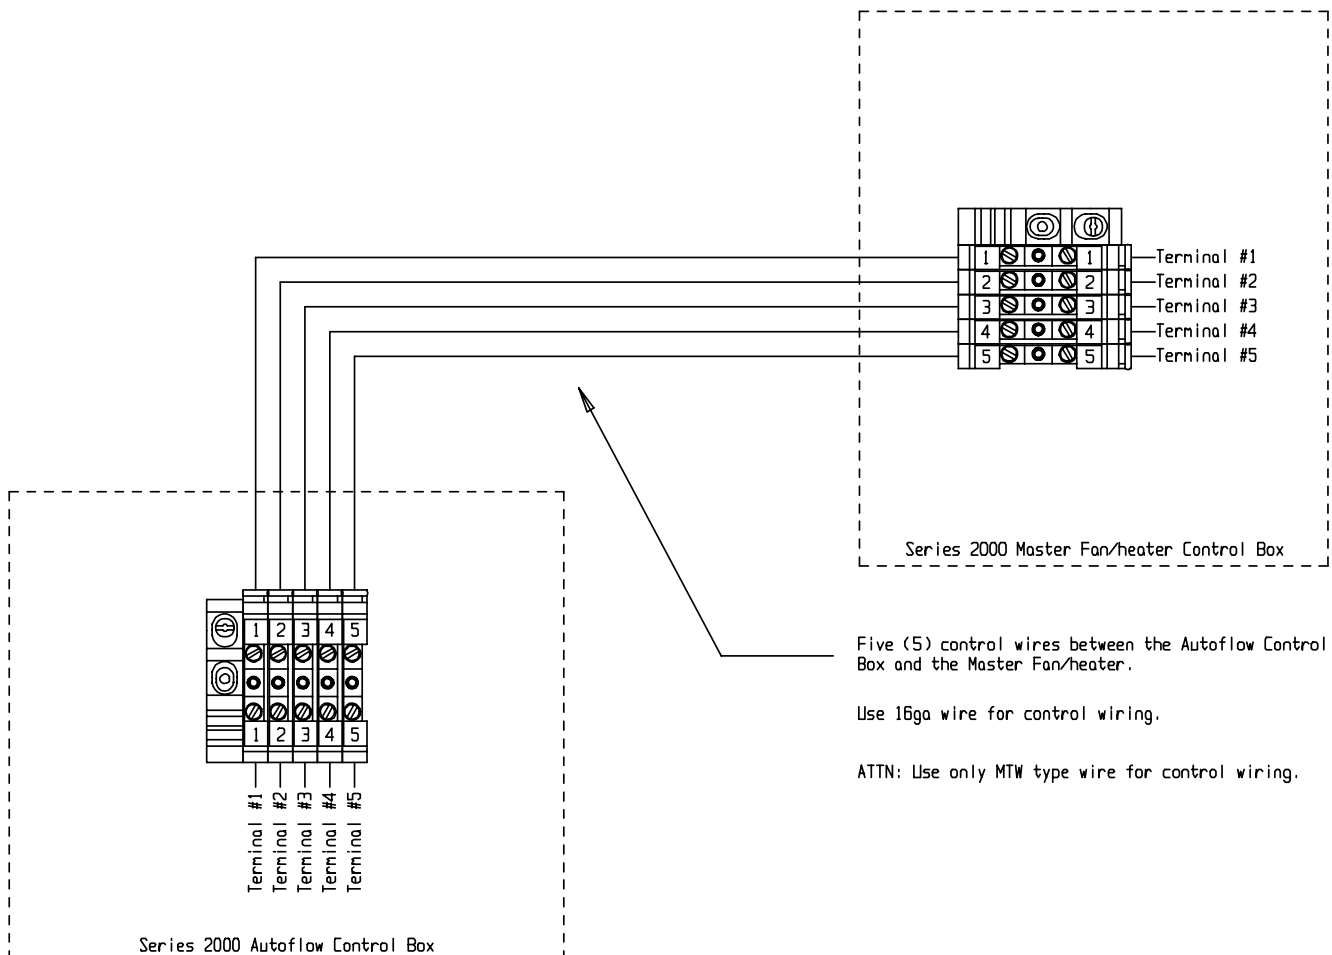 1 1 Terminal #1
2 2 Terminal #2
3 3 Terminal #3
4 4 Terminal #4
5 5 Terminal #5
Series 2000 Master Fan/heater Control Box
1 2 3 4 5
1 2 3 4 5
Terminal #1
Terminal #2
Terminal #3
Terminal #4
Terminal #5
Series 2000 Autoflow Control Box
Five (5) control wires between the Autoflow Control
Box and the Master Fan/heater.
Use 16ga wire for control wiring.
ATTN: Use only MTW type wire for control wiring.